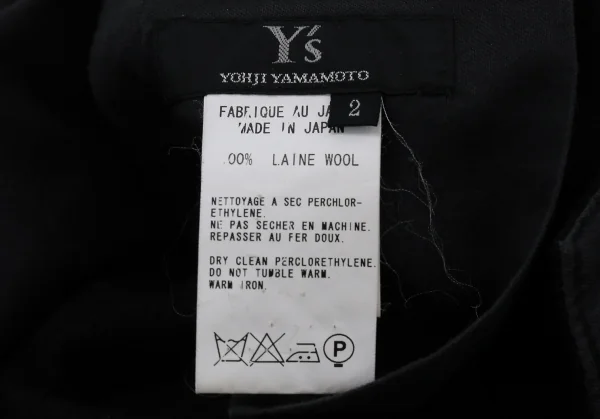 Y's
YOHJI YAMAMOTO
2
FABRIQUE AU JA
MADE IN JAPAN
00% LAINE WOOL
NETTOYAGE A SEC PERCHLOR-
ETHYLENE.
NE PAS SECHER EN MACHINE.
REPASSER AU FER DOUX.
DRY CLEAN PERCLORETHYLENE.
DO NOT TUMBLE WARM.
WARM IRON.
P